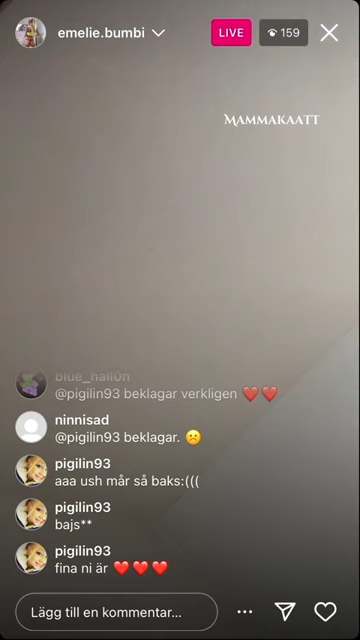 emelie.bumbi
LIVE
159
MAMMAKAATT
blue_hall0n
@pigilin93 beklagar verkligen ❤️ ❤️
ninnisad
@pigilin93 beklagar. ☹️
pigilin93
aaa ush mår så baks:(((
pigilin93
bajs**
pigilin93
fina ni är ❤️❤️❤️
Lägg till en kommentar...